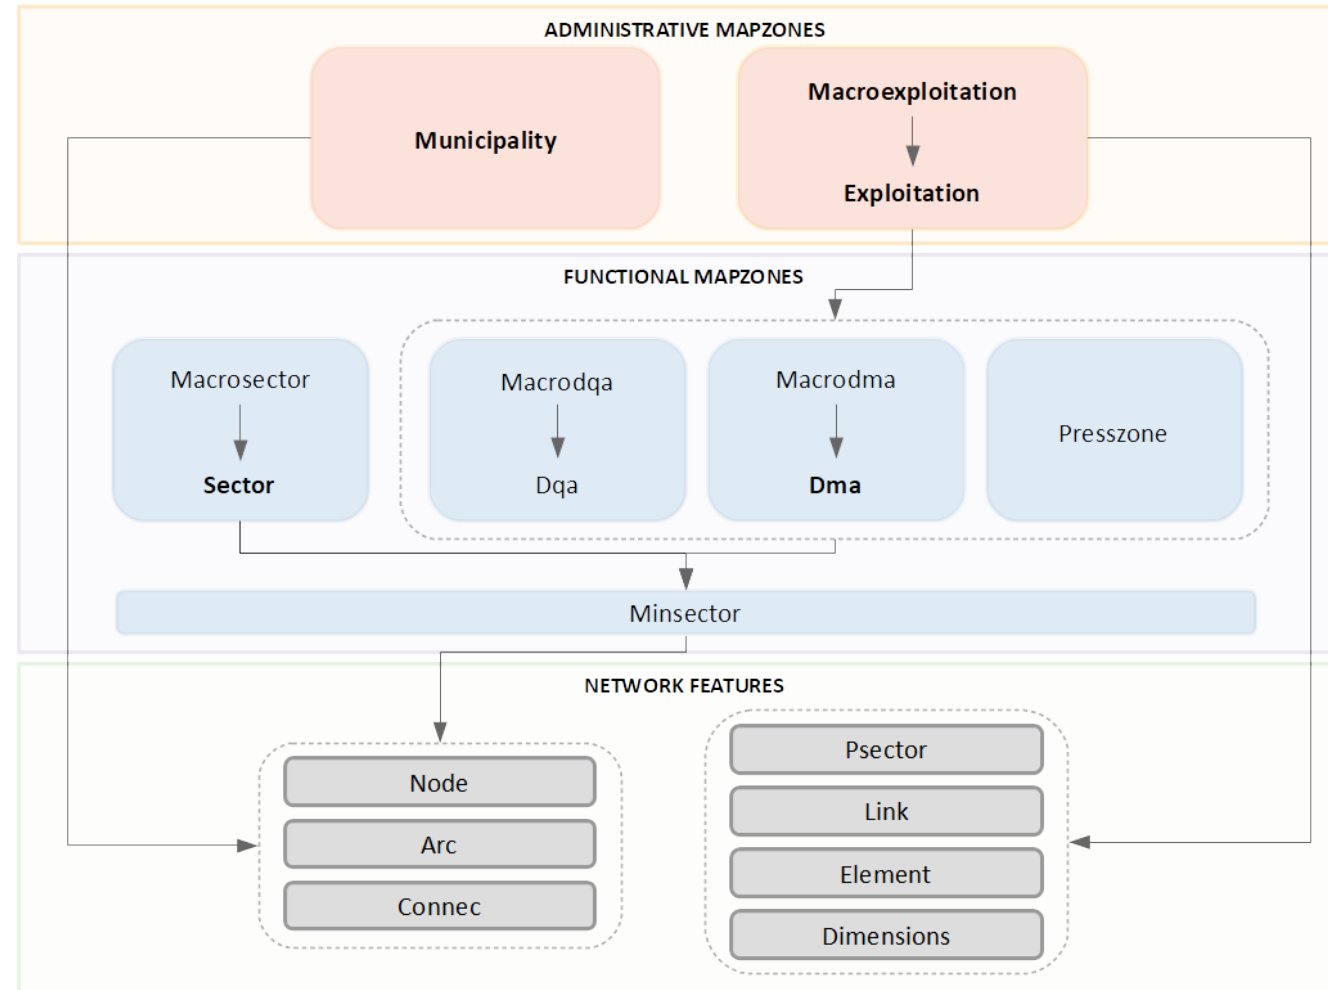 ADMINISTRATIVE MAPZONES
Municipality
Macroexploitation
Exploitation
FUNCTIONAL MAPZONES
Macrosector
Sector
Macrodqa
Dqa
Macrodma
Dma
Presszone
Minsector
NETWORK FEATURES
Node
Arc
Connec
Psector
Link
Element
Dimensions